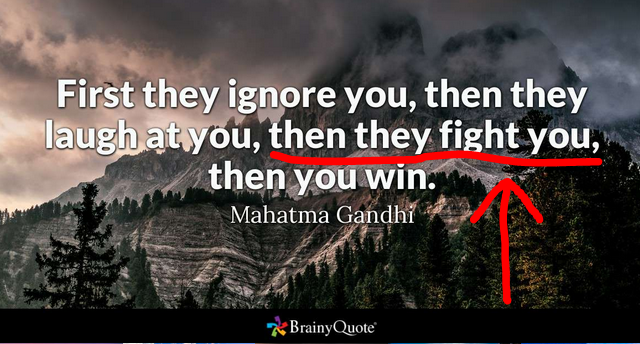 First they ignore you, then they
laugh at you, then they fight you,
then you win.
Mahatma Gandhi
BrainyQuote®